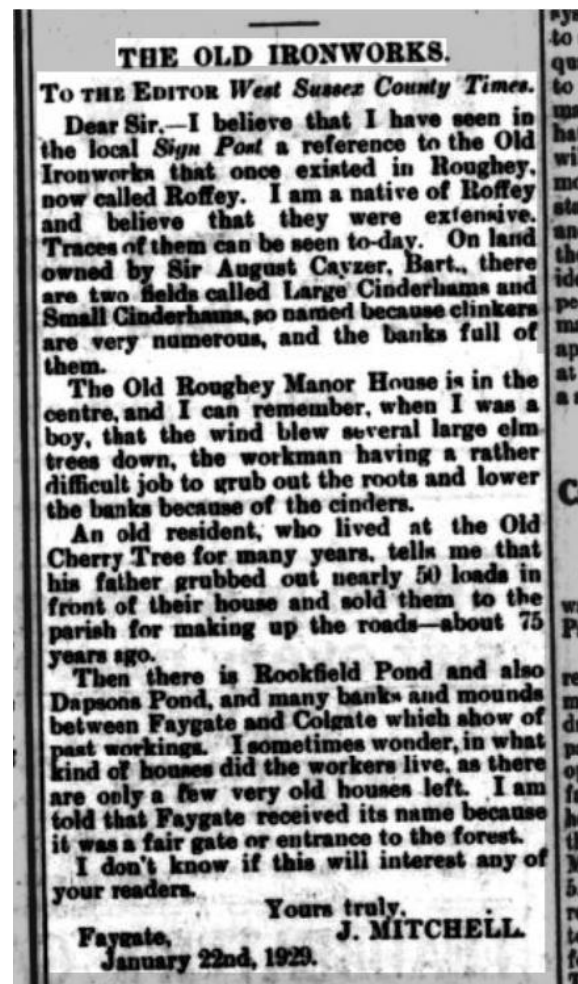 THE OLD IRONWORKS.
TO THE EDITOR West Sussex County Times.
Dear Sir.—I believe that I have seen in
the local Sign Post a reference to the Old
Ironworks that once existed in Roughey,
now called Roffey. I am a native of Roffey
and believe that they were extensive.
Traces of them can be seen to-day. On land
owned by Sir August Cayzer, Bart., there
are two fields called Large Cinderhams and
Small Cinderhams, so named because clinkers
are very numerous, and the banks full of
them.
The Old Roughey Manor House is in the
centre, and I can remember, when I was a
boy, that the wind blew several large elm
trees down, the workman having a rather
difficult job to grub out the roots and lower
the banks because of the cinders.
An old resident, who lived at the Old
Cherry Tree for many years, tells me that
his father grubbed out nearly 50 loads in
front of their house and sold them to the
parish for making up the roads—about 75
years ago.
Then there is Rookfield Pond and also
Dapsons Pond, and many banks and mounds
between Faygate and Colgate which show of
past workings. I sometimes wonder, in what
kind of houses did the workers live, as there
are only a few very old houses left. I am
told that Faygate received its name because
it was a fair gate or entrance to the forest.
I don't know if this will interest any of
your readers.
Yours truly,
J. MITCHELL.
Faygate,
January 22nd, 1929.